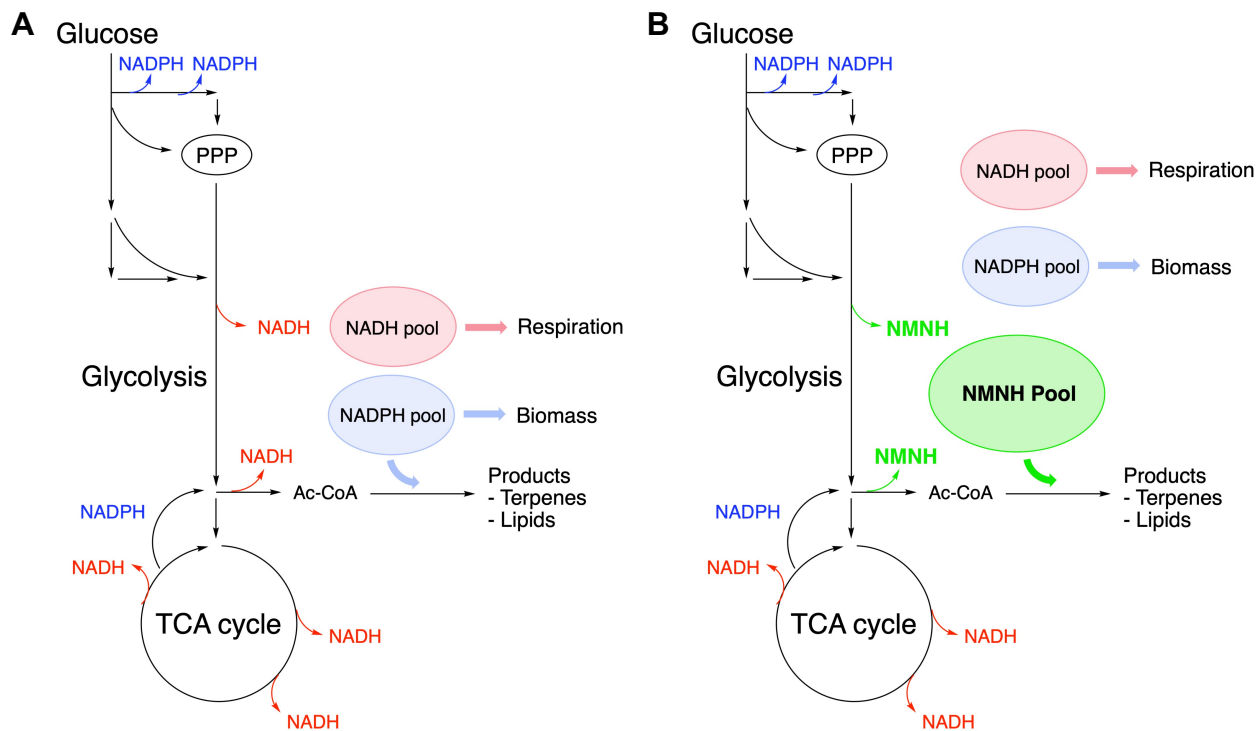 A
Glucose
NADPH NADPH
PPP
NADH
NADH pool
Respiration
Glycolysis
NADPH pool
Biomass
NADH
Ac-CoA
Products
- Terpenes
- Lipids
NADPH
NADH
TCA cycle
NADH
NADH
B
Glucose
NADPH NADPH
PPP
NADH pool
Respiration
NADPH pool
Biomass
NMNH
Glycolysis
NMNH Pool
NMNH
Ac-CoA
Products
- Terpenes
- Lipids
NADPH
NADH
TCA cycle
NADH
NADH